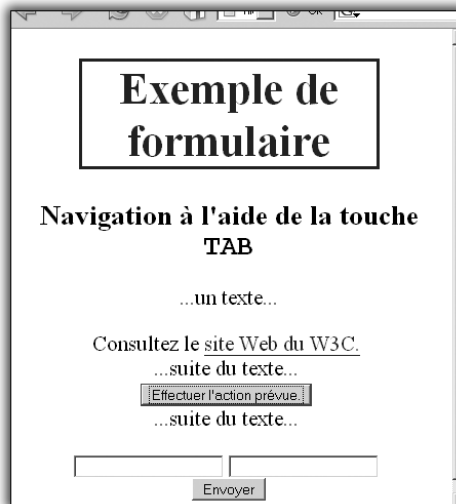 Exemple de
formulaire
Navigation à l'aide de la touche
TAB
...un texte...
Consultez le site Web du W3C.
...suite du texte...
Effectuer l'action prévue.
...suite du texte...
Envoyer